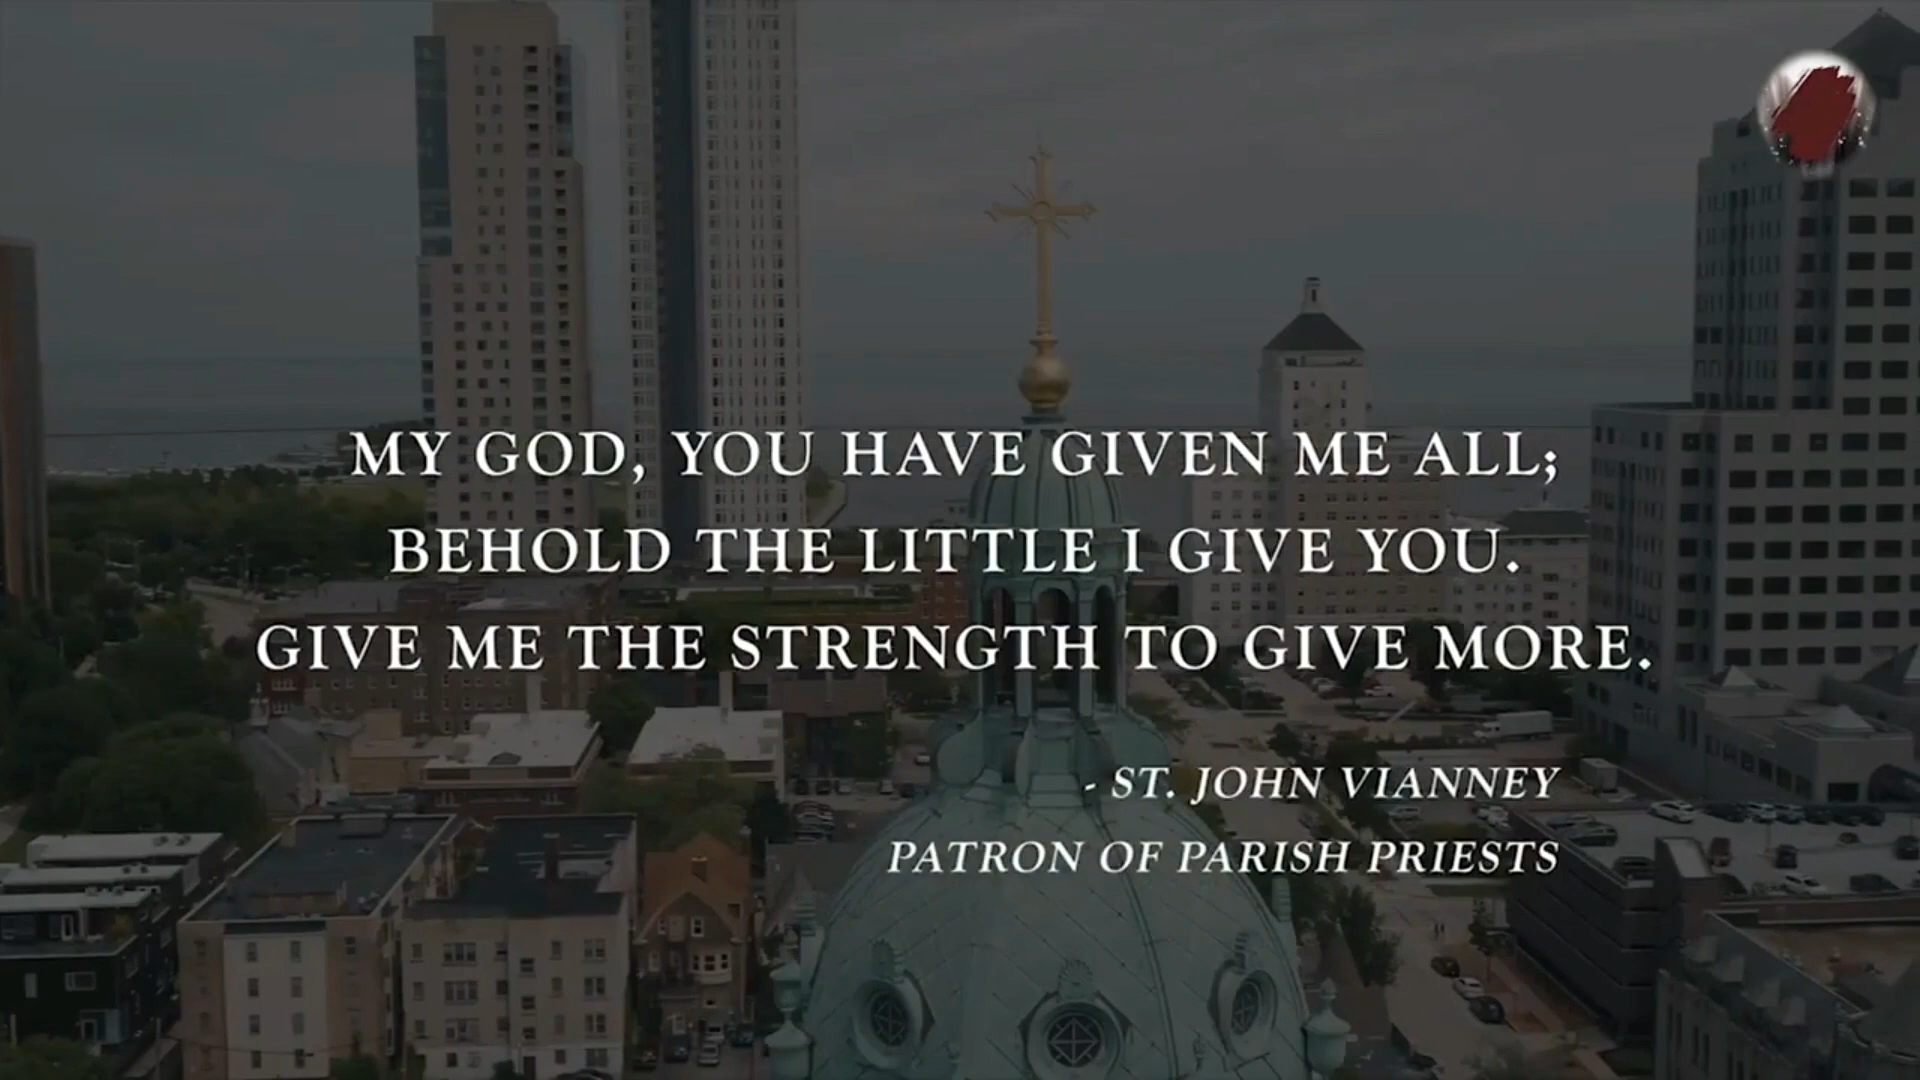 MY GOD, YOU HAVE GIVEN ME ALL;
BEHOLD THE LITTLE I GIVE YOU.
GIVE ME THE STRENGTH TO GIVE MORE.
- ST. JOHN VIANNEY
PATRON OF PARISH PRIESTS